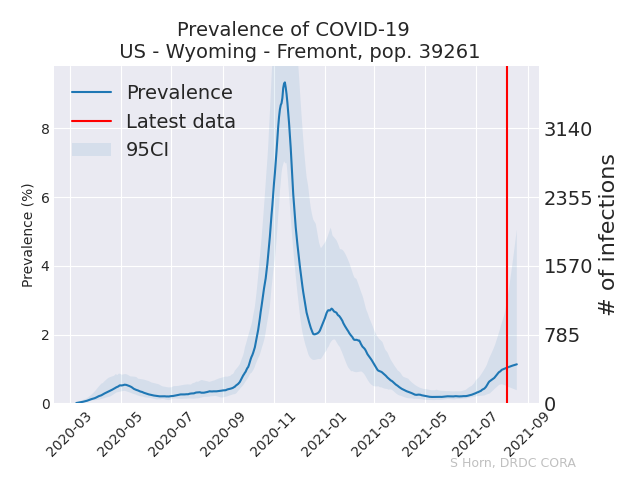 Prevalence of COVID-19
US - Wyoming - Fremont, pop. 39261
Prevalence
Latest data
95CI
Prevalence (%)
8
6
4
2
0
3140
2355
1570
785
0
# of infections
2020-03
2020-05
2020-07
2020-09
2020-11
2021-01
2021-03
2021-05
2021-07
2021-09
S Horn, DRDC CORA